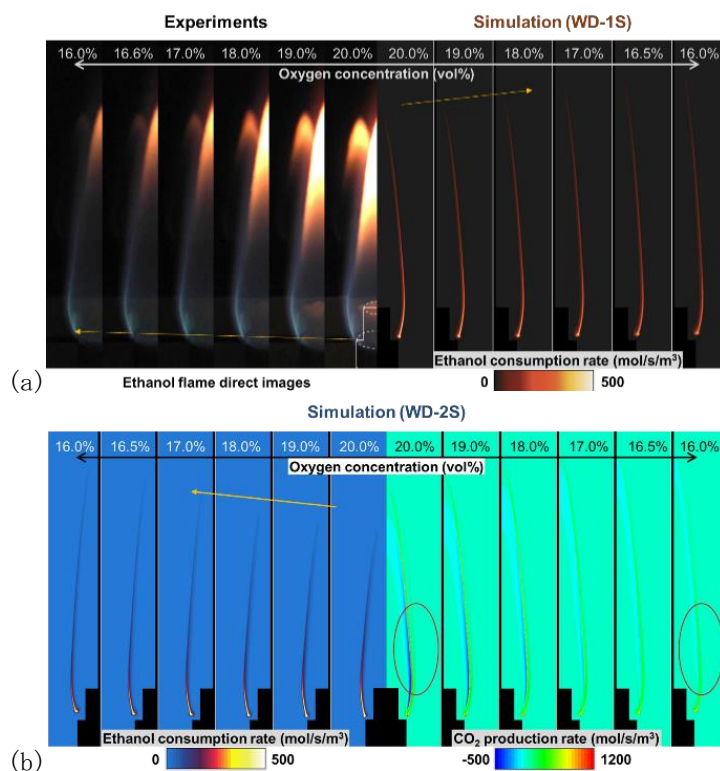 Experiments
Simulation (WD-1S)
16.0% 16.6% 17.0% 18.0% 19.0% 20.0% 20.0% 19.0% 18.0% 17.0% 16.5% 16.0%
Oxygen concentration (vol%)
(a)
Ethanol flame direct images
Ethanol consumption rate (mol/s/m³)
0 500
Simulation (WD-2S)
16.0% 16.5% 17.0% 18.0% 19.0% 20.0% 20.0% 19.0% 18.0% 17.0% 16.5% 16.0%
Oxygen concentration (vol%)
(b)
Ethanol consumption rate (mol/s/m³)
0 500
CO₂ production rate (mol/s/m³)
-500 1200